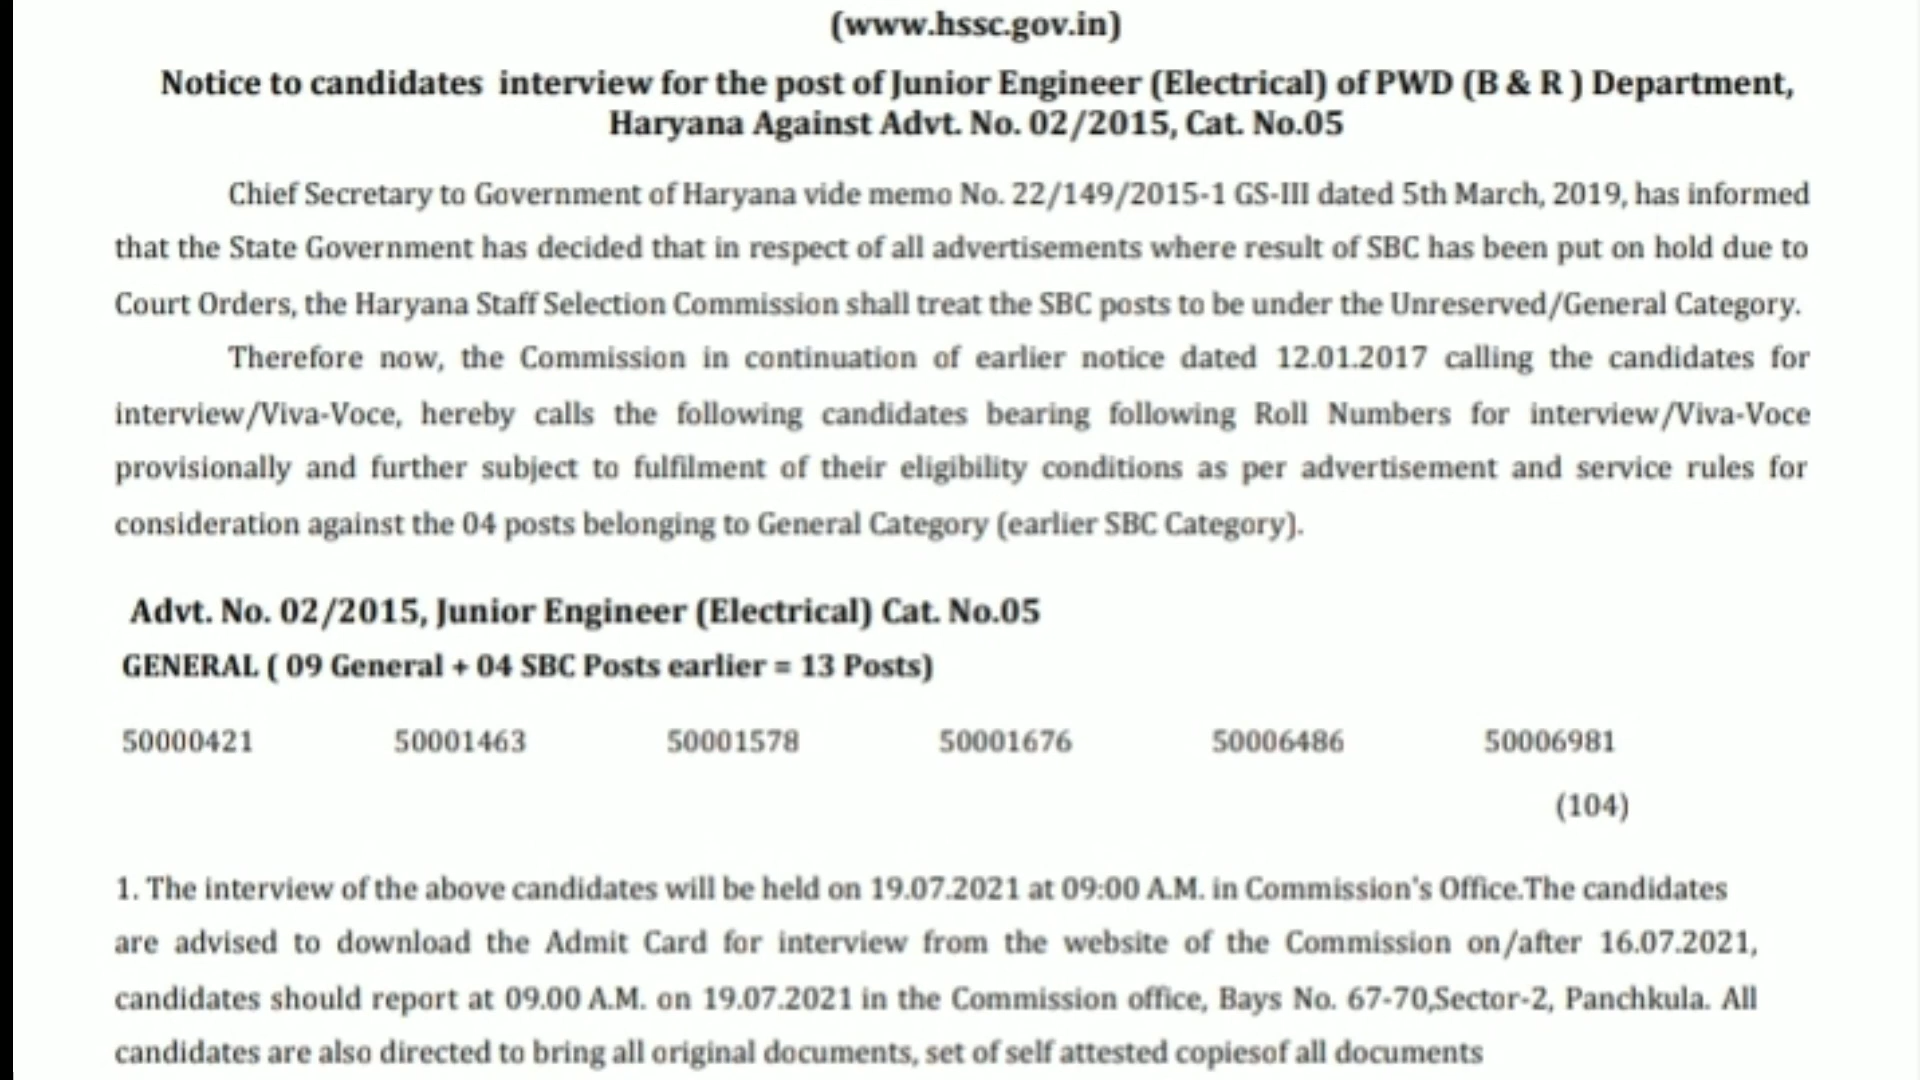 (www.hssc.gov.in)
Notice to candidates interview for the post of Junior Engineer (Electrical) of PWD (B & R ) Department,
Haryana Against Advt. No. 02/2015, Cat. No.05
Chief Secretary to Government of Haryana vide memo No. 22/149/2015-1 GS-III dated 5th March, 2019, has informed
that the State Government has decided that in respect of all advertisements where result of SBC has been put on hold due to
Court Orders, the Haryana Staff Selection Commission shall treat the SBC posts to be under the Unreserved/General Category.
Therefore now, the Commission in continuation of earlier notice dated 12.01.2017 calling the candidates for
interview/Viva-Voce, hereby calls the following candidates bearing following Roll Numbers for interview/Viva-Voce
provisionally and further subject to fulfilment of their eligibility conditions as per advertisement and service rules for
consideration against the 04 posts belonging to General Category (earlier SBC Category).
Advt. No. 02/2015, Junior Engineer (Electrical) Cat. No.05
GENERAL ( 09 General + 04 SBC Posts earlier = 13 Posts)
50000421 50001463 50001578 50001676 50006486 50006981
(104)
1. The interview of the above candidates will be held on 19.07.2021 at 09:00 A.M. in Commission's Office.The candidates
are advised to download the Admit Card for interview from the website of the Commission on/after 16.07.2021,
candidates should report at 09.00 A.M. on 19.07.2021 in the Commission office, Bays No. 67-70,Sector-2, Panchkula. All
candidates are also directed to bring all original documents, set of self attested copiesof all documents